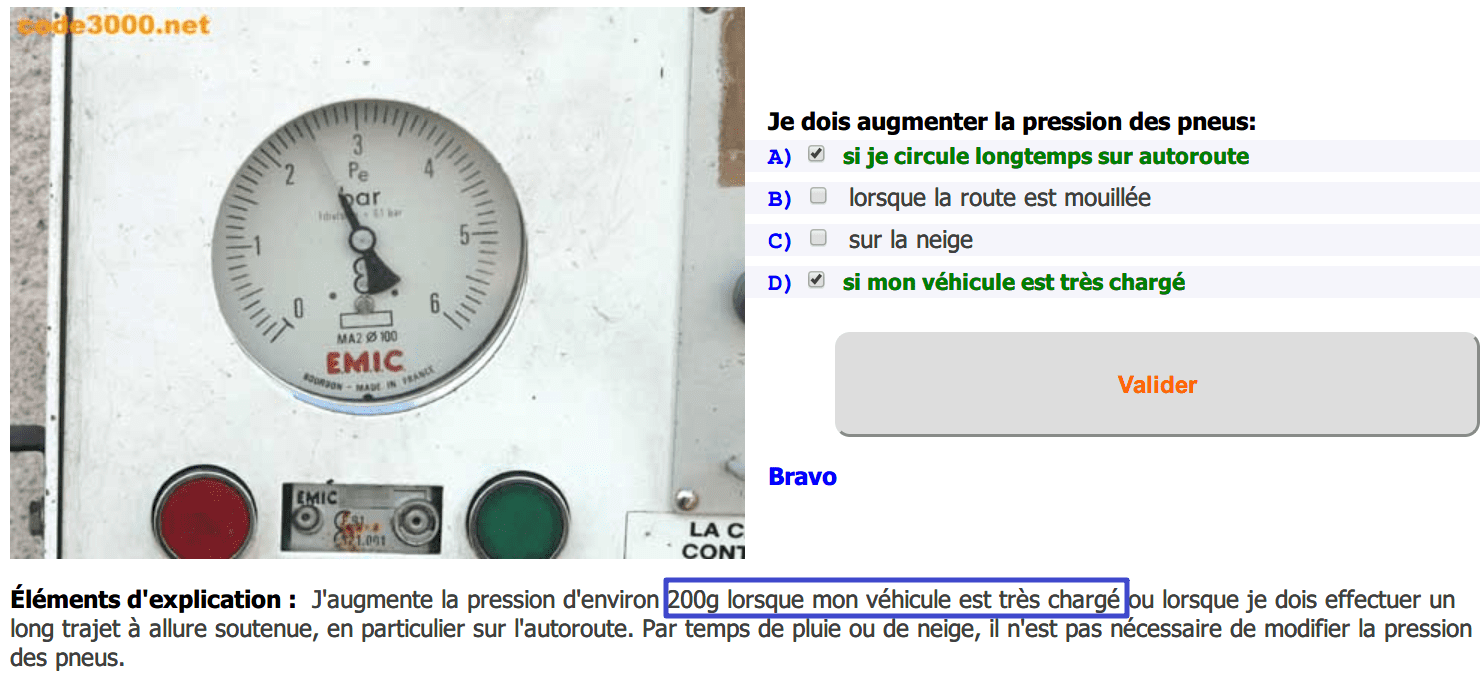 code3000.net
Je dois augmenter la pression des pneus:
A) si je circule longtemps sur autoroute
B) lorsque la route est mouillée
C) sur la neige
D) si mon véhicule est très chargé
Valider
Bravo
0 1 2 3 4 5 6
Pe
bar
MA2 Ø 100
E.M.I.C.
BOURDON - MADE IN FRANCE
EMIC
LA C
CONT
Éléments d'explication : J'augmente la pression d'environ 200g lorsque mon véhicule est très chargé ou lorsque je dois effectuer un
long trajet à allure soutenue, en particulier sur l'autoroute. Par temps de pluie ou de neige, il n'est pas nécessaire de modifier la pression
des pneus.